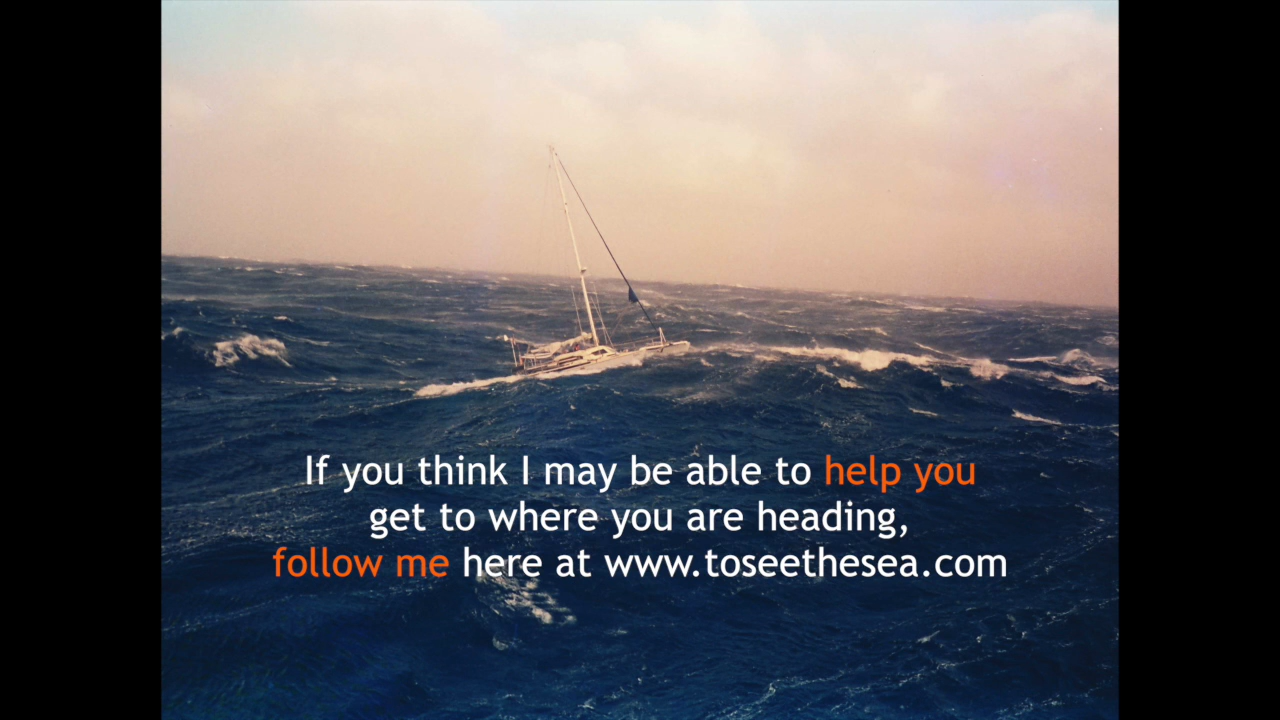 If you think I may be able to help you
get to where you are heading,
follow me here at www.toseethesea.com